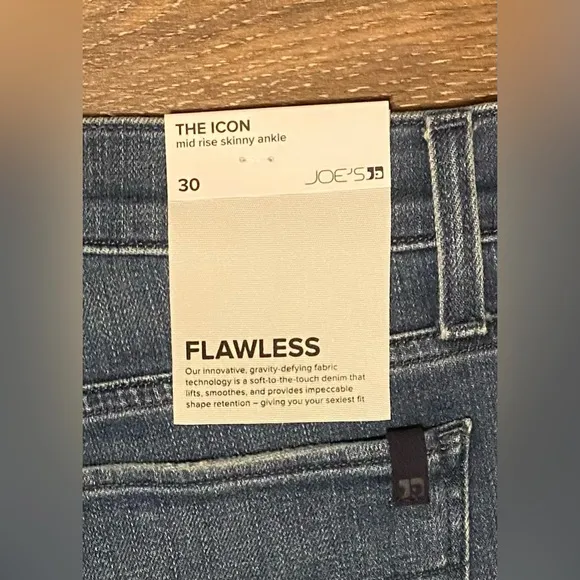 THE ICON
mid rise skinny ankle
30
JOE'S
FLAWLESS
Our innovative, gravity-defying fabric
technology is a soft-to-the-touch denim that
lifts, smoothes, and provides impeccable
shape retention – giving you your sexiest fit